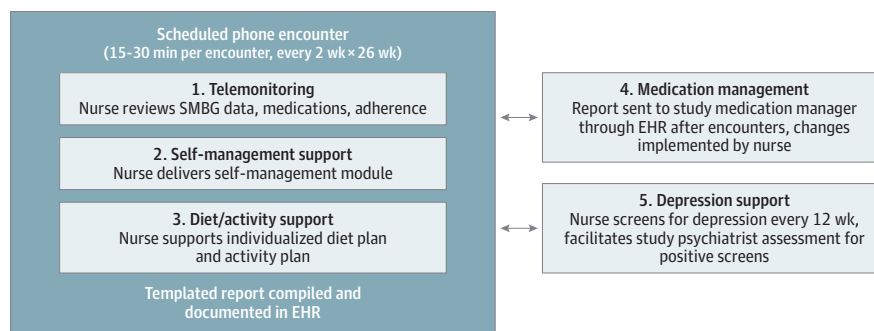 Scheduled phone encounter
(15-30 min per encounter, every 2 wk × 26 wk)
1. Telemonitoring
Nurse reviews SMBG data, medications, adherence
2. Self-management support
Nurse delivers self-management module
3. Diet/activity support
Nurse supports individualized diet plan
and activity plan
Templated report compiled and
documented in EHR
4. Medication management
Report sent to study medication manager
through EHR after encounters, changes
implemented by nurse
5. Depression support
Nurse screens for depression every 12 wk,
facilitates study psychiatrist assessment for
positive screens